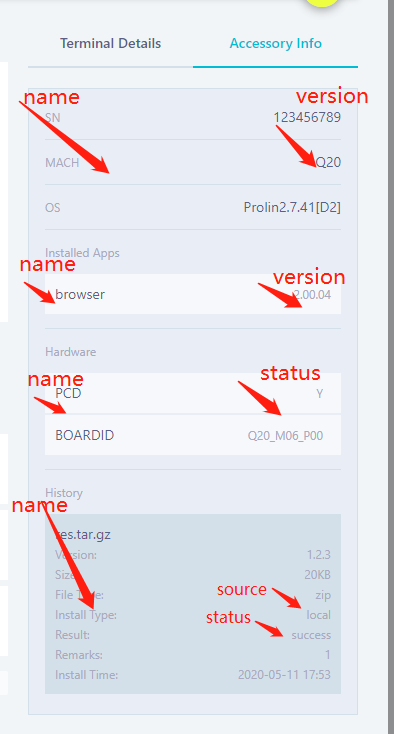 Terminal Details Accessory Info
name version
SN 123456789
MACH Q20
OS Prolin2.7.41[D2]
Installed Apps
name
version
browser 2.00.04
Hardware
name status
PCD Y
BOARDID Q20_M06_P00
History
name
res.tar.gz
Version: 1.2.3
Size: 20KB
File Type: zip
source
Install Type: local
status
Result: success
Remarks: 1
Install Time: 2020-05-11 17:53